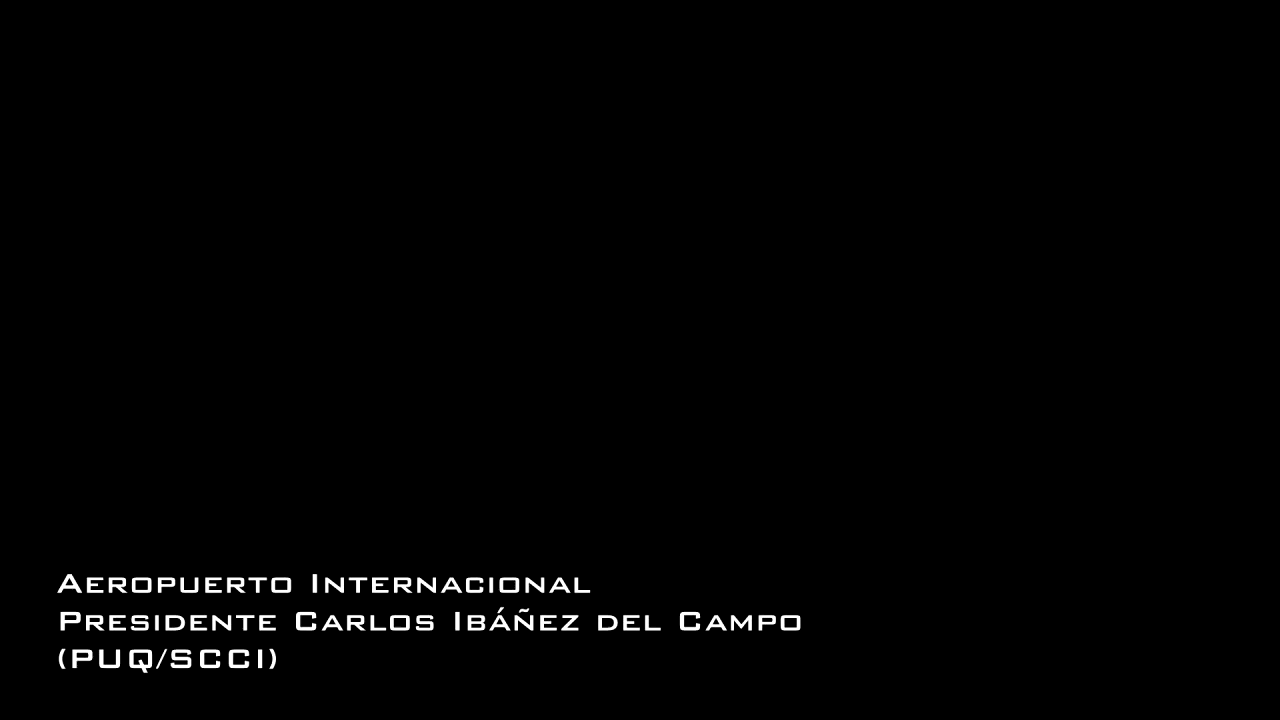 Aeropuerto Internacional
Presidente Carlos Ibáñez del Campo
(PUQ/SCCI)